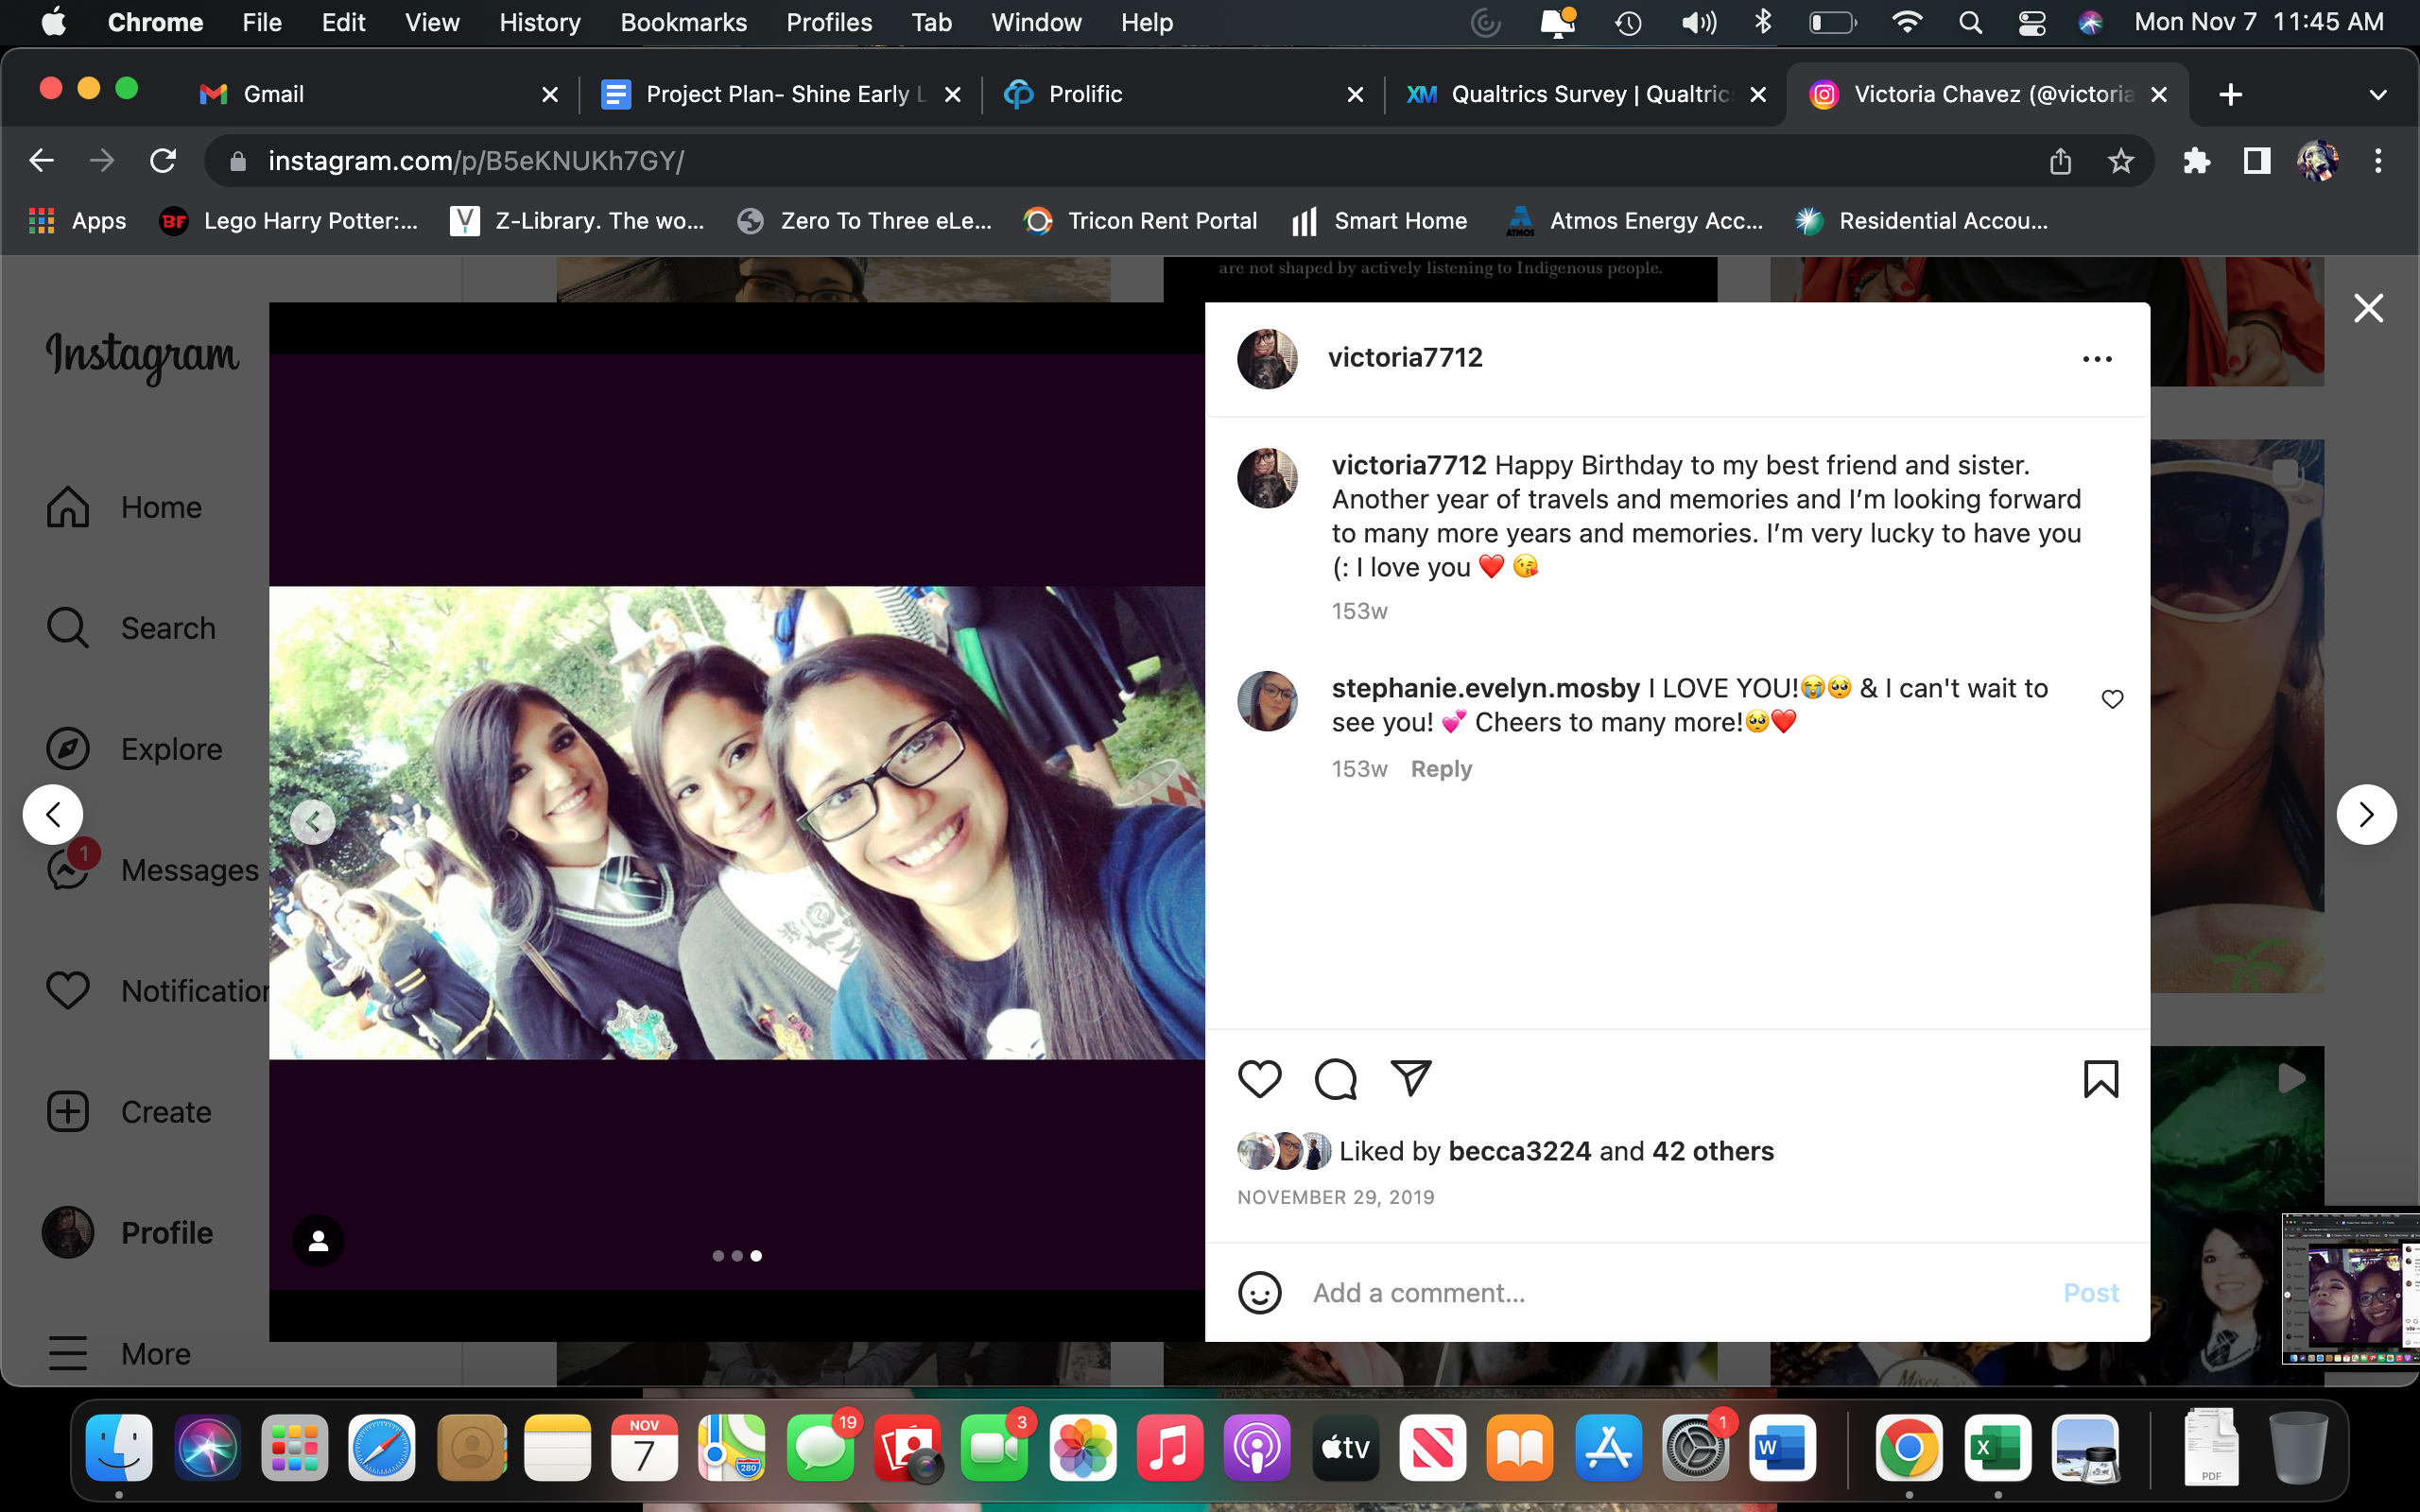 Chrome File Edit View History Bookmarks Profiles Tab Window Help Mon Nov 7 11:45 AM
Gmail Project Plan- Shine Early L Prolific Qualtrics Survey | Qualtric Victoria Chavez (@victoria
instagram.com/p/B5eKNUKh7GY/
Apps BF Lego Harry Potter:... Z-Library. The wo... Zero To Three eLe... Tricon Rent Portal Smart Home ATMOS Atmos Energy Acc... Residential Accou...
are not shaped by actively listening to Indigenous people.
Instagram
Home
Search
Explore
1
Messages
Notification
Create
Profile
More
victoria7712
victoria7712 Happy Birthday to my best friend and sister.
Another year of travels and memories and I’m looking forward
to many more years and memories. I’m very lucky to have you
(: I love you ❤️ 😘
153w
stephanie.evelyn.mosby I LOVE YOU!😭🥺 & I can't wait to
see you! 💕 Cheers to many more!🥺❤️
153w Reply
Liked by becca3224 and 42 others
NOVEMBER 29, 2019
Add a comment... Post
NOV
7
280
19
3
tv
1
W
X
PDF